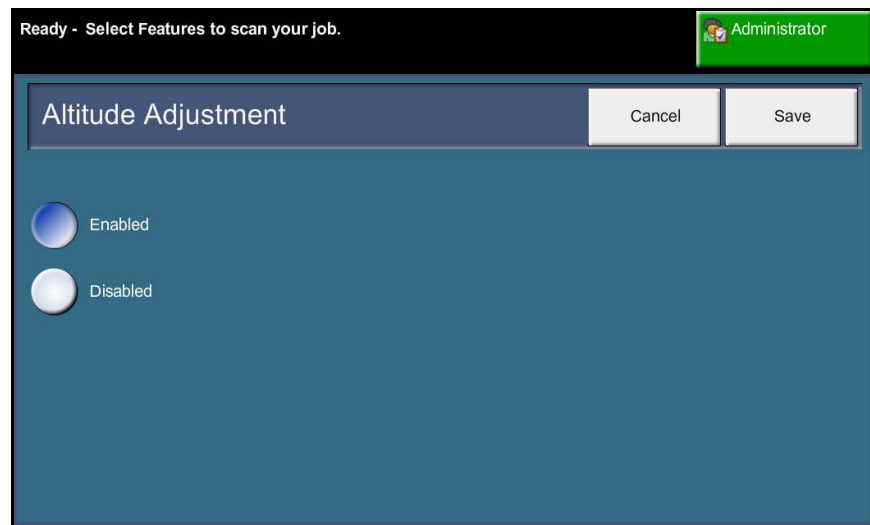 Ready - Select Features to scan your job.
Administrator
Altitude Adjustment
Cancel
Save
Enabled
Disabled